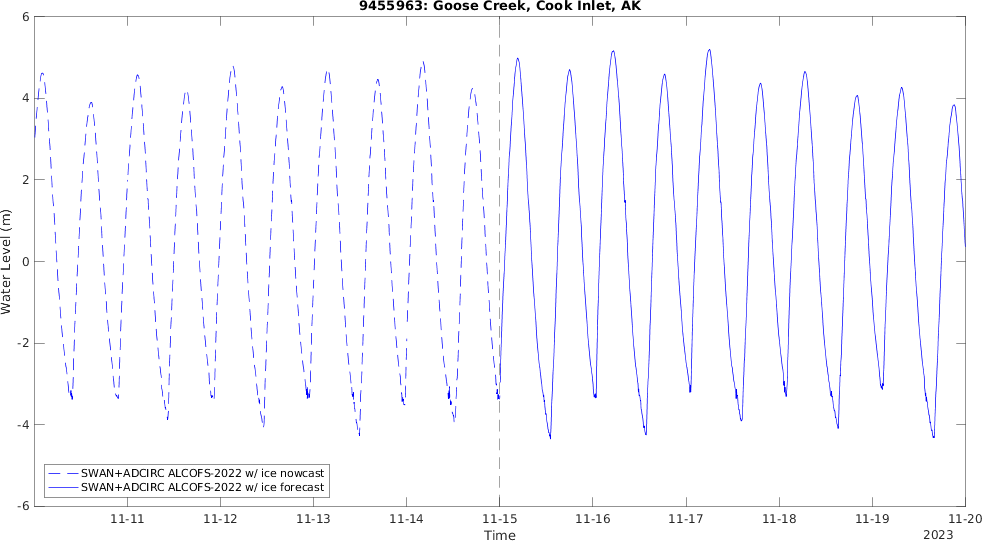 9455963: Goose Creek, Cook Inlet, AK
6
4
2
0
-2
-4
-6
Water Level (m)
SWAN+ADCIRC ALCOFS-2022 w/ ice nowcast
SWAN+ADCIRC ALCOFS-2022 w/ ice forecast
11-11 11-12 11-13 11-14 11-15 11-16 11-17 11-18 11-19 11-20
Time
2023